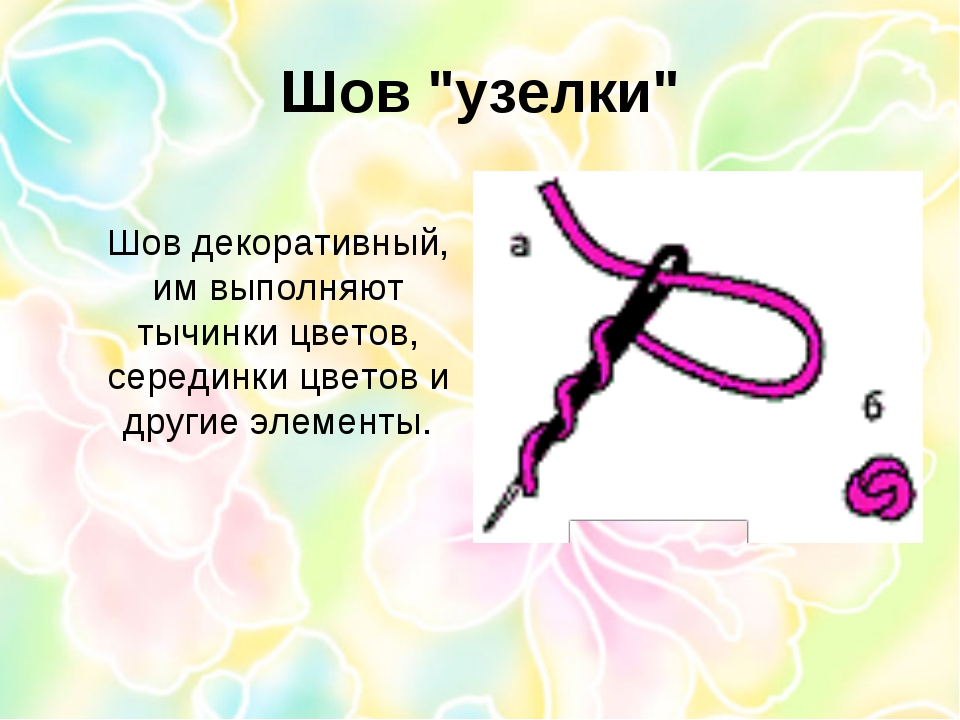 Шов "узелки"
Шов декоративный,
им выполняют
тычинки цветов,
серединки цветов и
другие элементы.
а
б